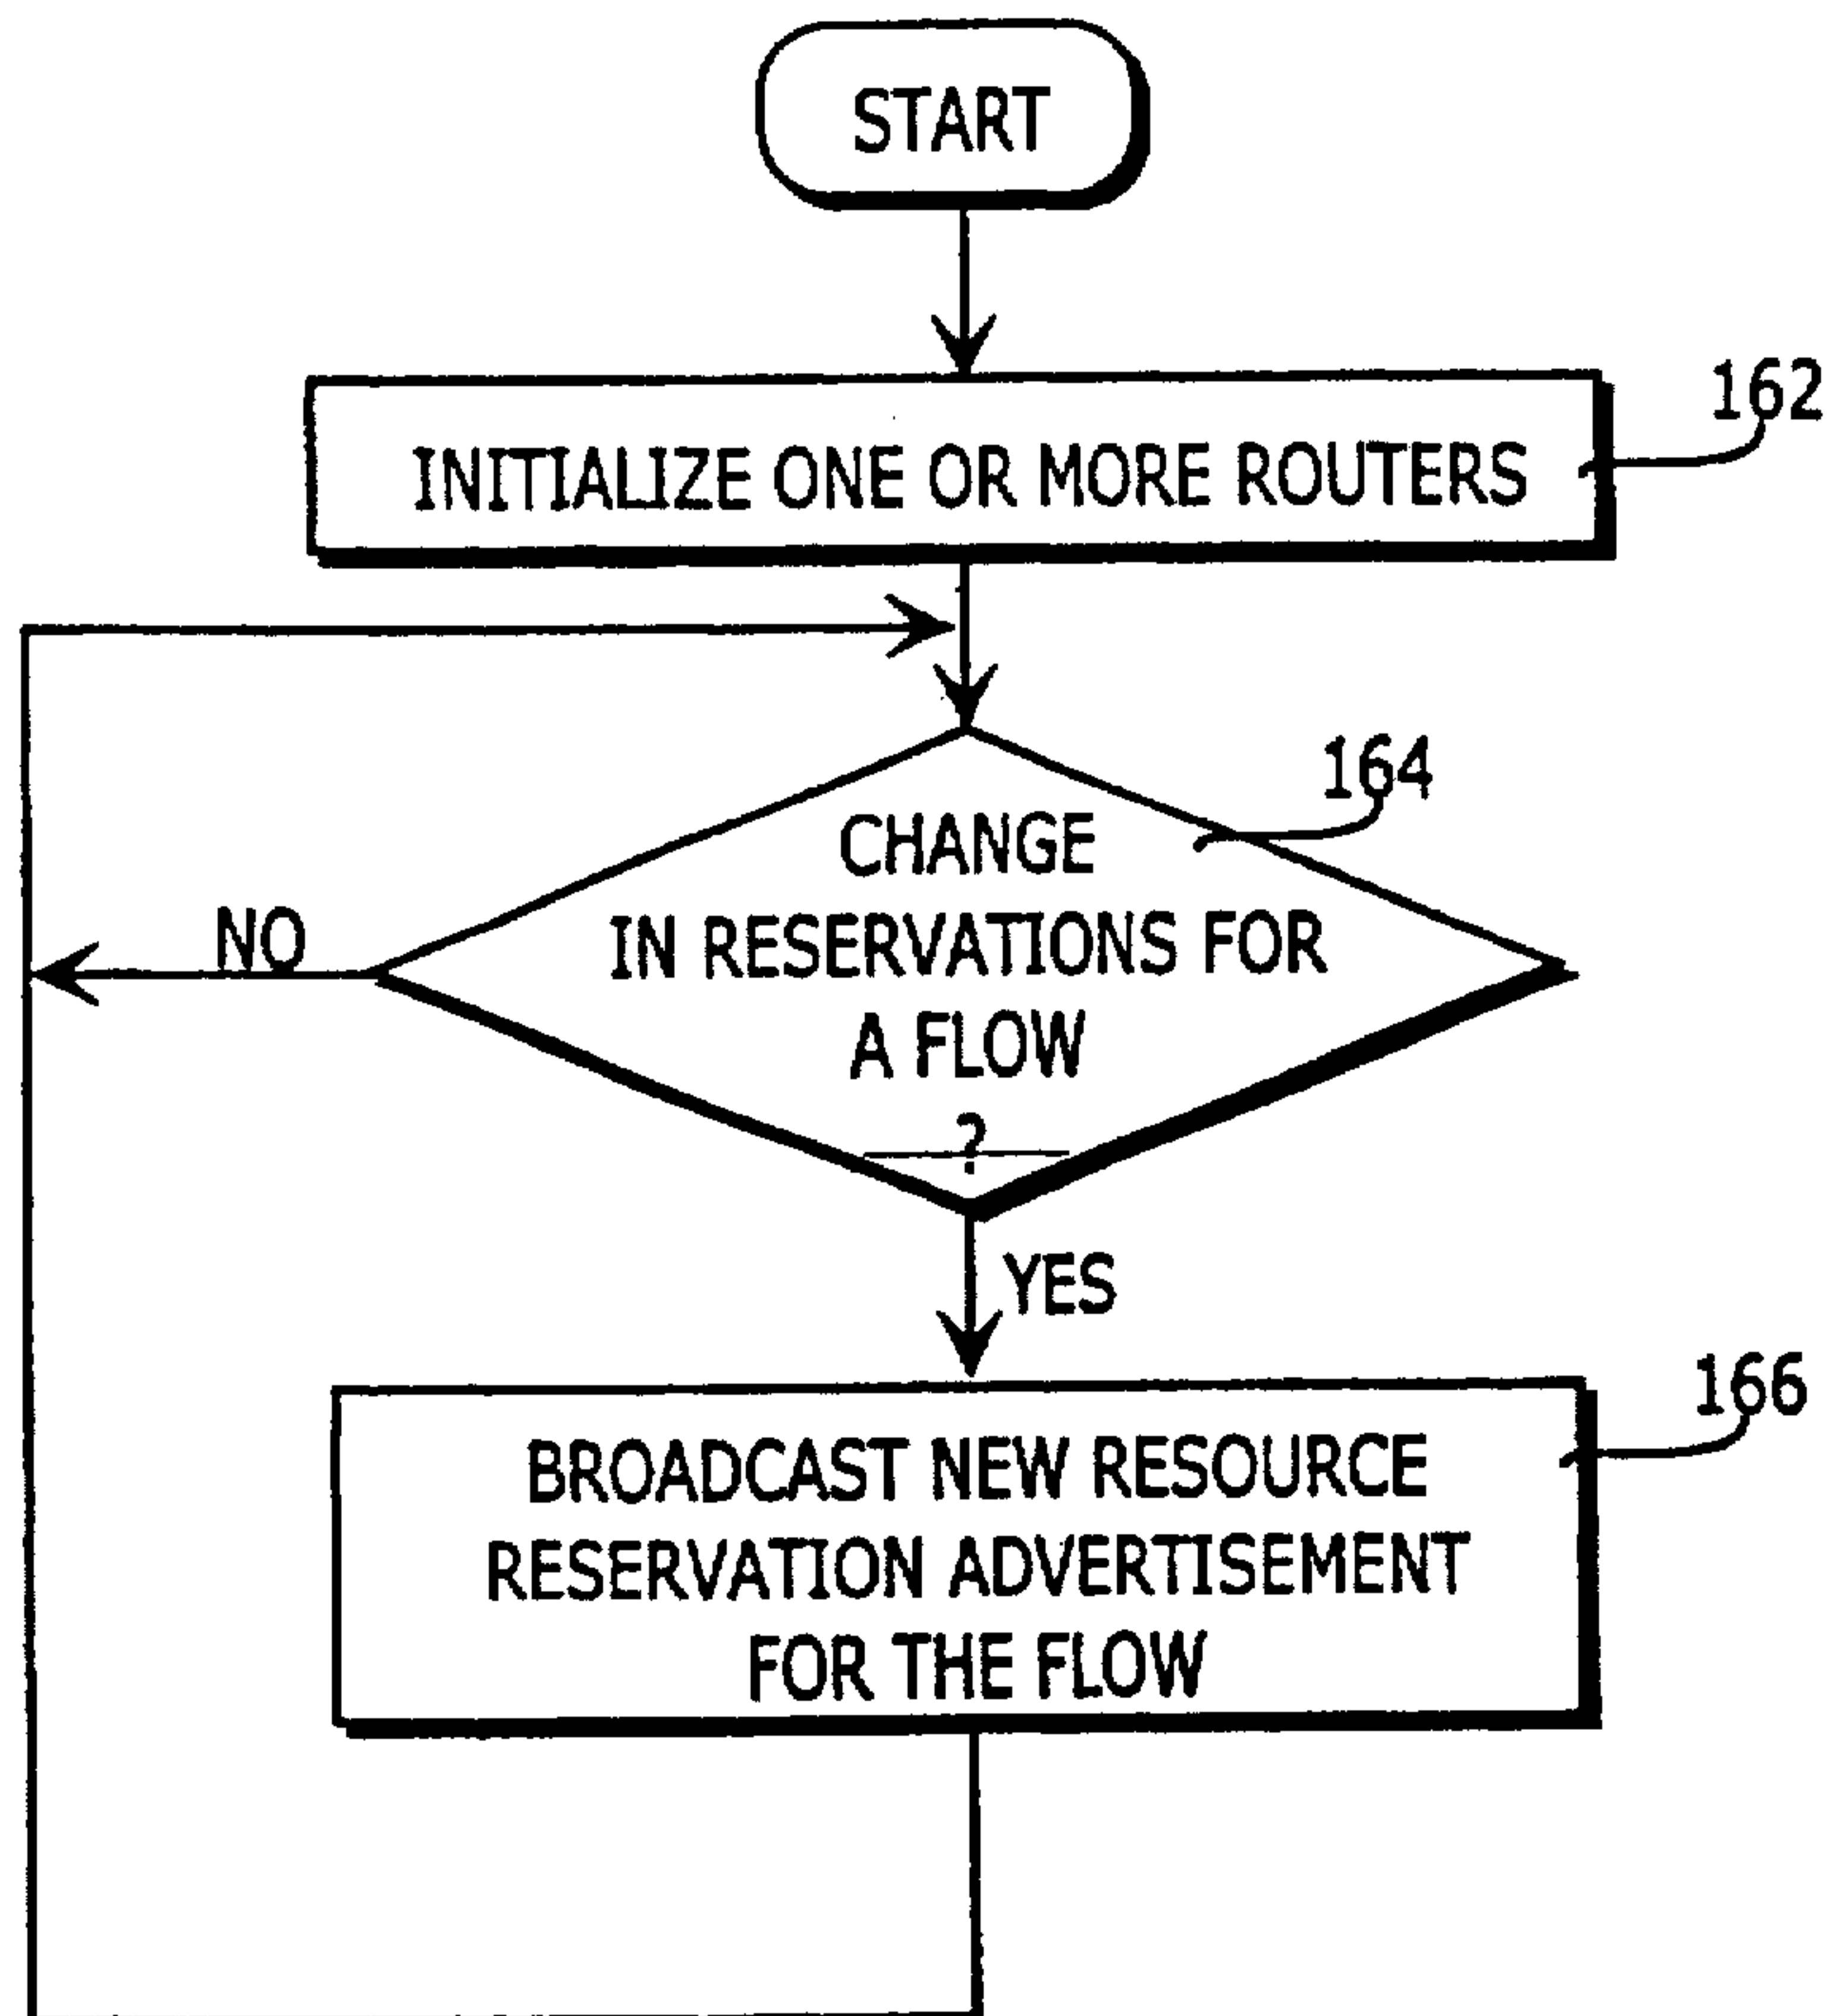 START
162
INITIALIZE ONE OR MORE ROUTERS
164
CHANGE
IN RESERVATIONS FOR
A FLOW
?
NO
YES
166
BROADCAST NEW RESOURCE
RESERVATION ADVERTISEMENT
FOR THE FLOW